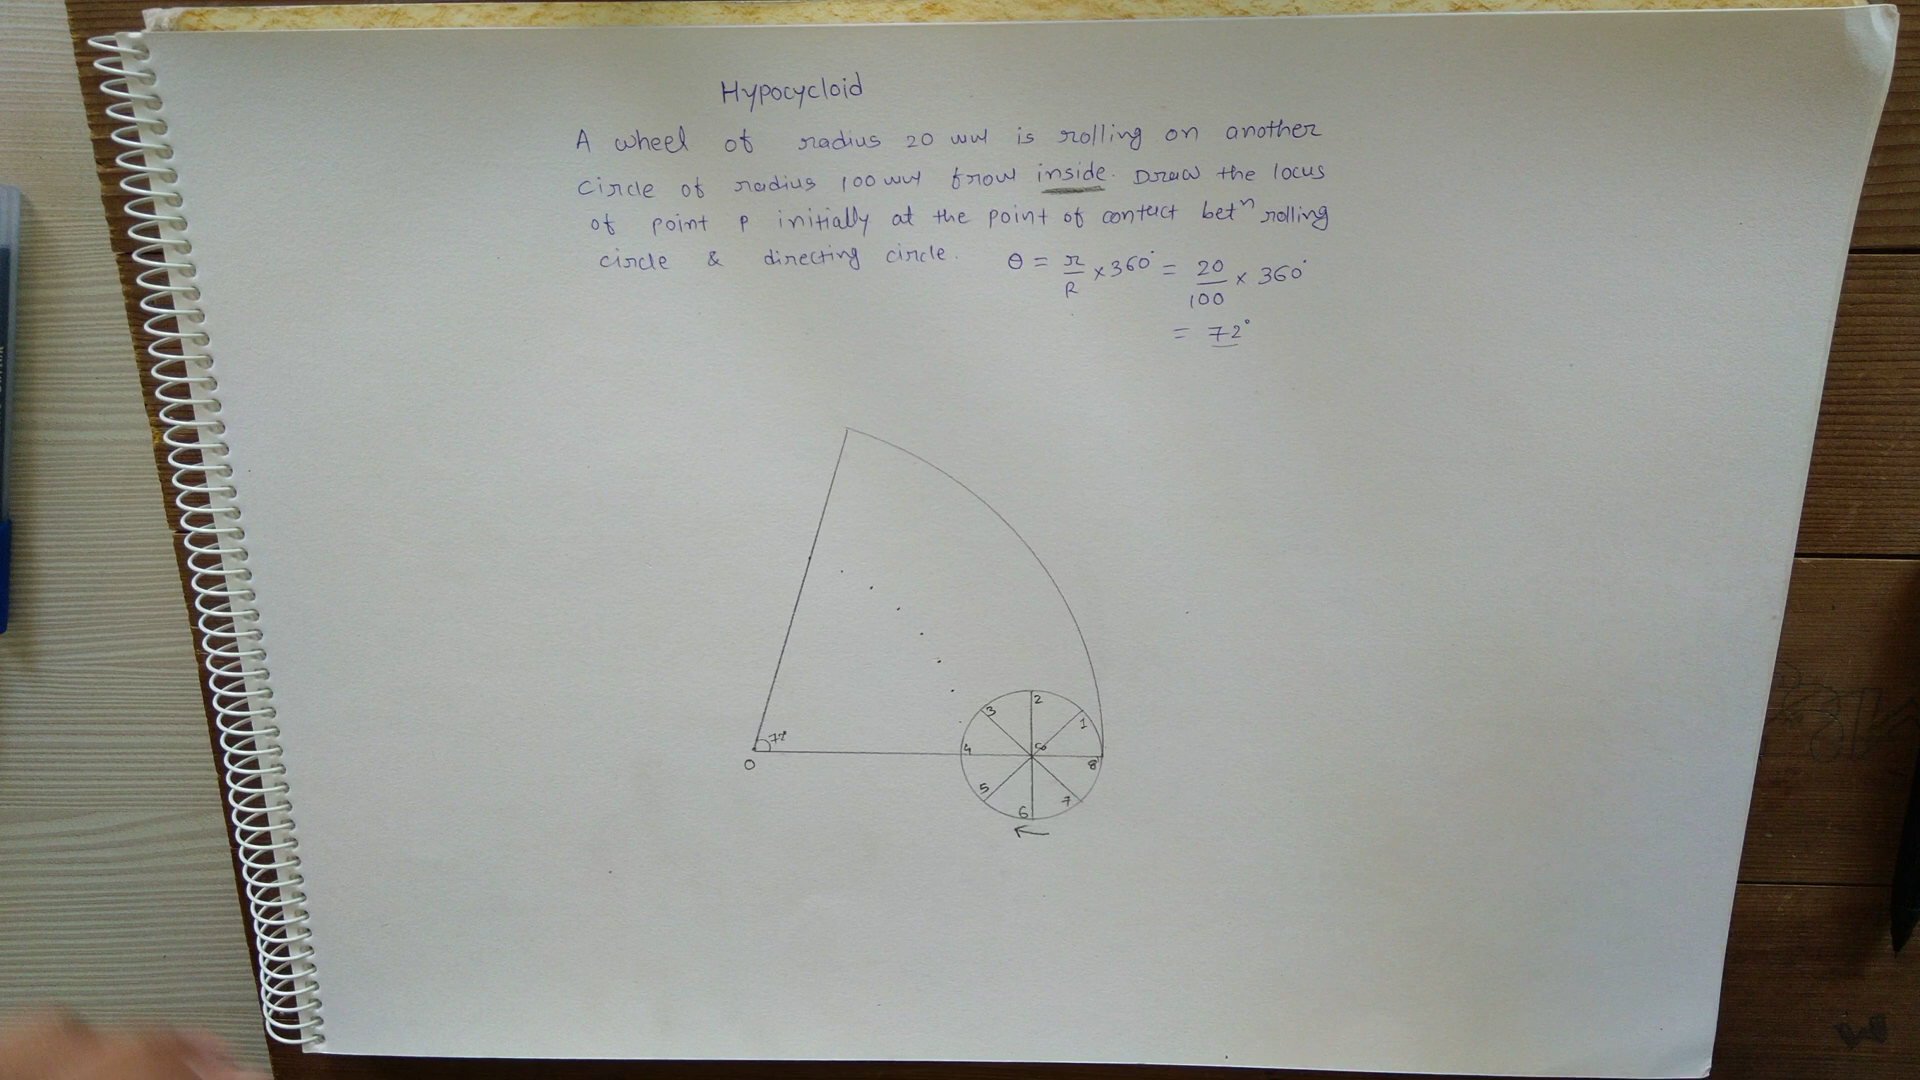 Hypocycloid
A wheel of radius 20 mm is rolling on another
circle of radius 100 mm from inside. Draw the locus
of point P initially at the point of contact betⁿ rolling
circle & directing circle. θ = r/R × 360° = 20/100 × 360°
= 72°
2
3
1
72°
4
8
O
5
7
6